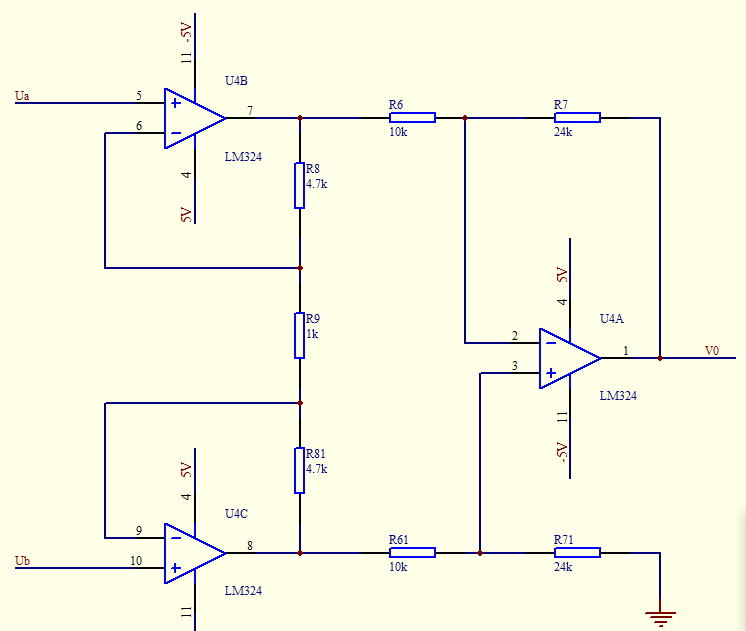 -5V
11
U4B
Ua
5
6
7
LM324
4
5V
R6
10k
R7
24k
R8
4.7k
R9
1k
5V
4
U4A
2
3
1
V0
LM324
11
-5V
R81
4.7k
5V
4
U4C
9
8
Ub
10
LM324
11
R61
10k
R71
24k